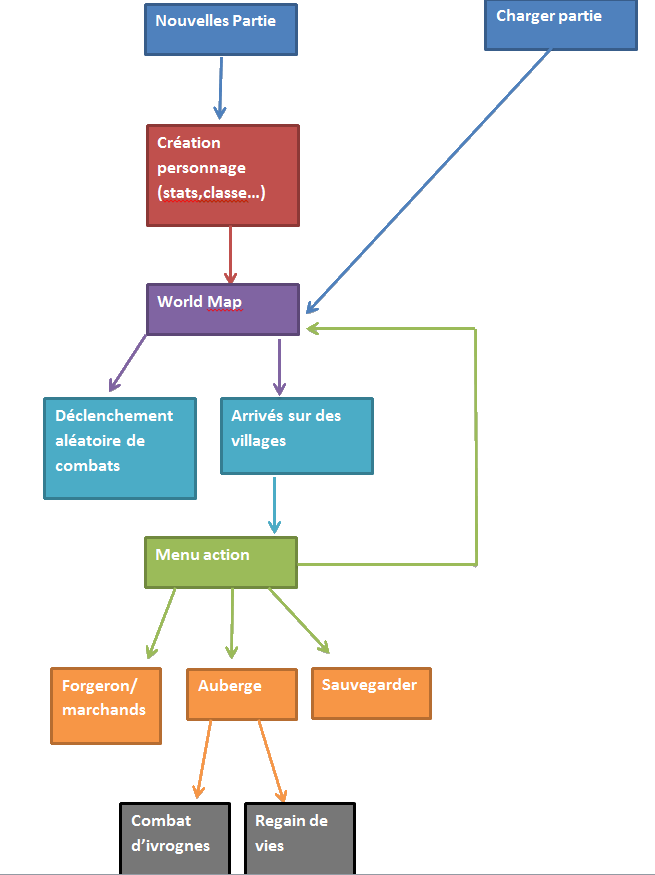 Nouvelles Partie
Charger partie
Création
personnage
(stats,classe...)
World Map
Déclenchement
aléatoire de
combats
Arrivés sur des
villages
Menu action
Forgeron/
marchands
Auberge
Sauvegarder
Combat
d'ivrognes
Regain de
vies